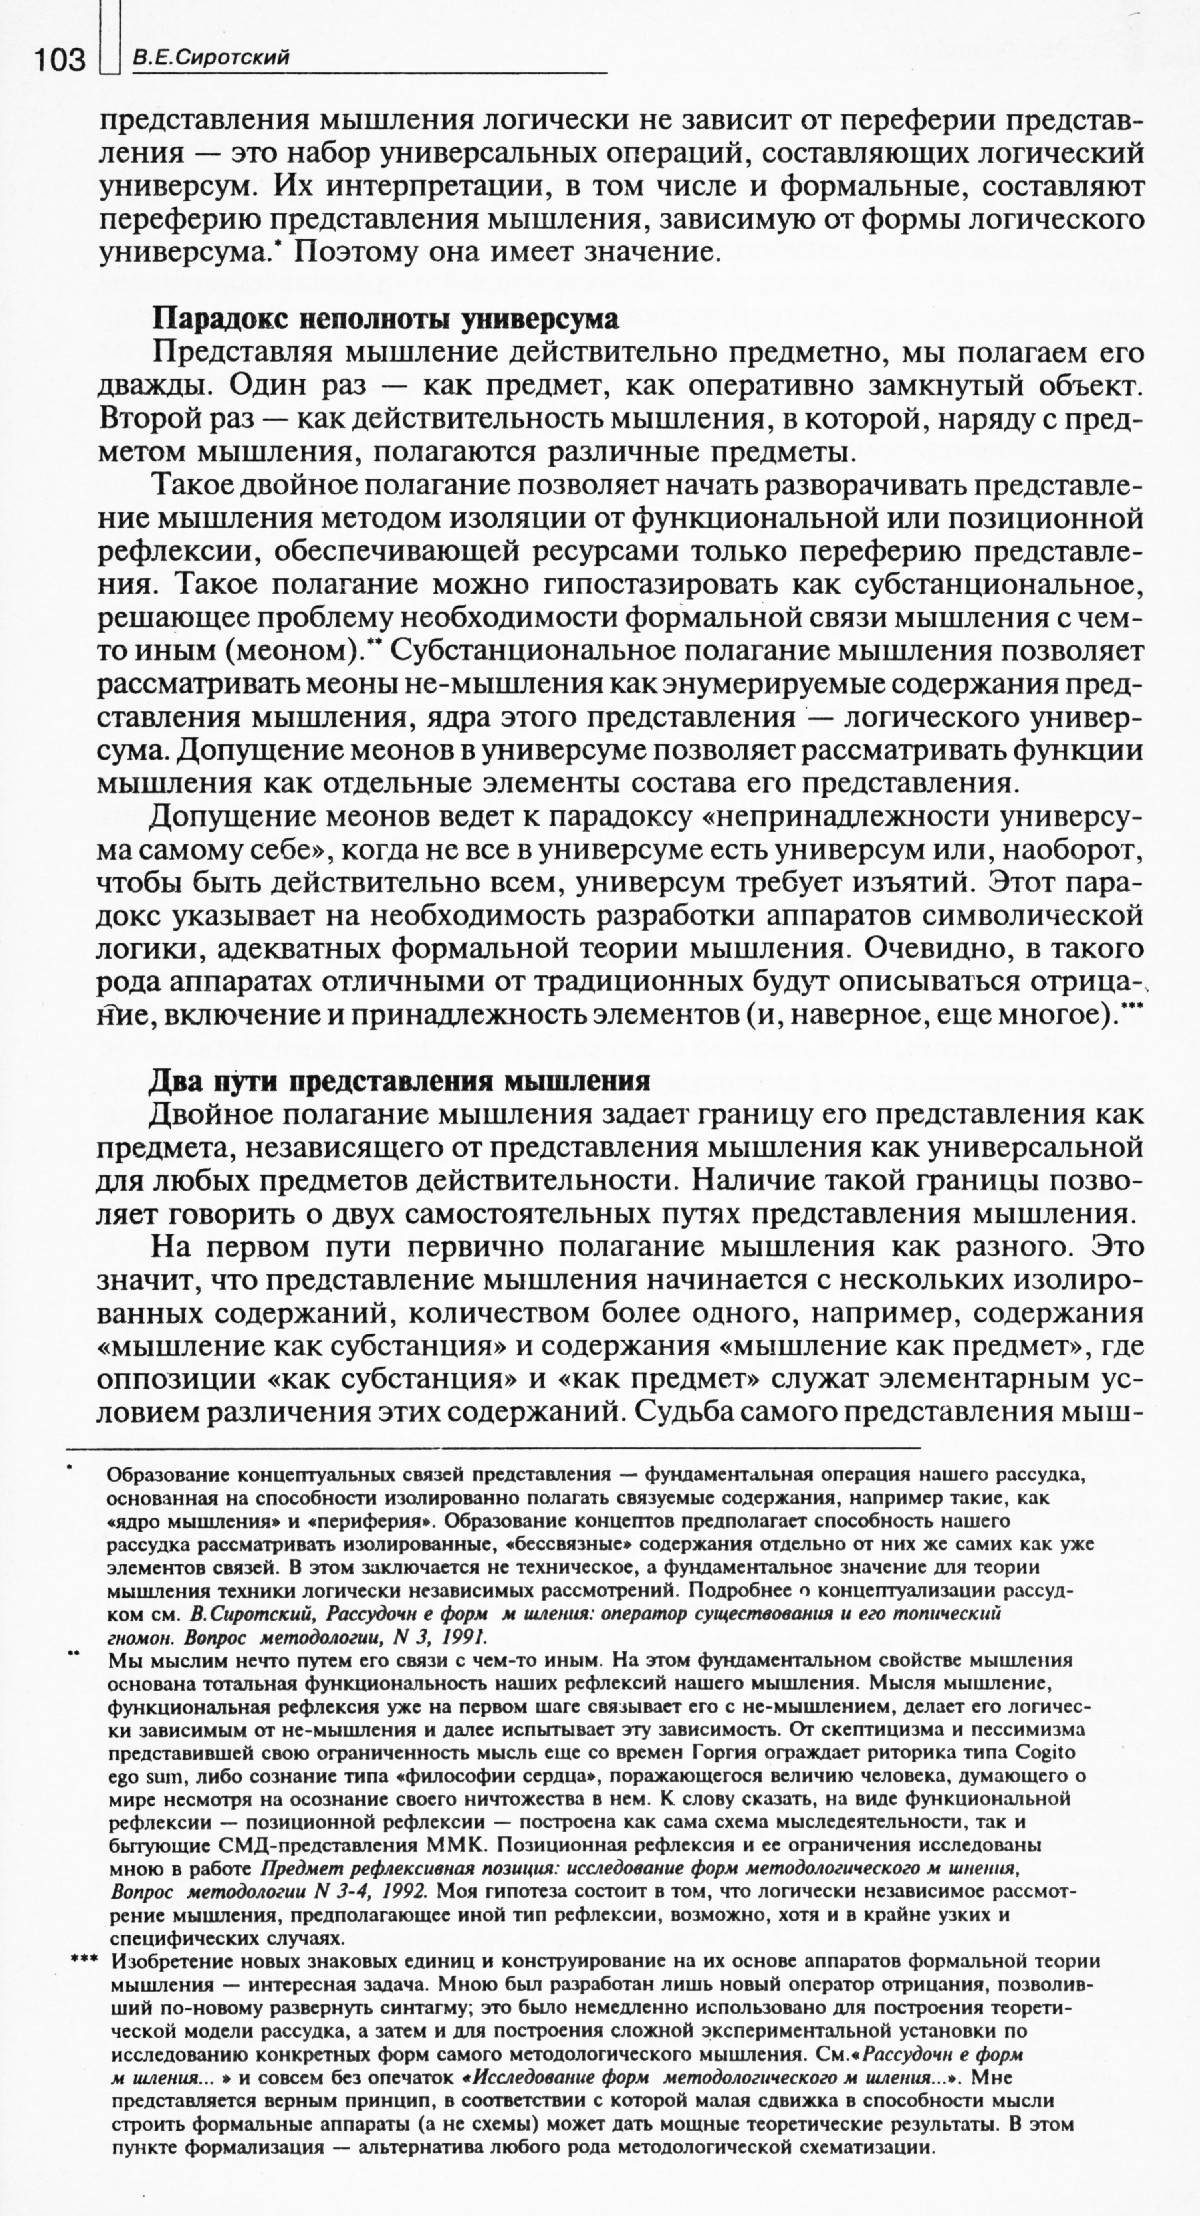 103
В.Е.Сиротский
представления мышления логически не зависит от переферии представ-
ления — это набор универсальных операций, составляющих логический
универсум. Их интерпретации, в том числе и формальные, составляют
переферию представления мышления, зависимую от формы логического
универсума.* Поэтому она имеет значение.
Парадокс неполноты универсума
Представляя мышление действительно предметно, мы полагаем его
дважды. Один раз — как предмет, как оперативно замкнутый объект.
Второй раз — как действительность мышления, в которой, наряду с пред-
метом мышления, полагаются различные предметы.
Такое двойное полагание позволяет начать разворачивать представле-
ние мышления методом изоляции от функциональной или позиционной
рефлексии, обеспечивающей ресурсами только переферию представле-
ния. Такое полагание можно гипостазировать как субстанциональное,
решающее проблему необходимости формальной связи мышления с чем-
то иным (меоном).** Субстанциональное полагание мышления позволяет
рассматривать меоны не-мышления как энумерируемые содержания пред-
ставления мышления, ядра этого представления — логического универ-
сума. Допущение меонов в универсуме позволяет рассматривать функции
мышления как отдельные элементы состава его представления.
Допущение меонов ведет к парадоксу «непринадлежности универсу-
ма самому себе», когда не все в универсуме есть универсум или, наоборот,
чтобы быть действительно всем, универсум требует изъятий. Этот пара-
докс указывает на необходимость разработки аппаратов символической
логики, адекватных формальной теории мышления. Очевидно, в такого
рода аппаратах отличными от традиционных будут описываться отрица-
ние, включение и принадлежность элементов (и, наверное, еще многое).***
Два пути представления мышления
Двойное полагание мышления задает границу его представления как
предмета, независящего от представления мышления как универсальной
для любых предметов действительности. Наличие такой границы позво-
ляет говорить о двух самостоятельных путях представления мышления.
На первом пути первично полагание мышления как разного. Это
значит, что представление мышления начинается с нескольких изолиро-
ванных содержаний, количеством более одного, например, содержания
«мышление как субстанция» и содержания «мышление как предмет», где
оппозиции «как субстанция» и «как предмет» служат элементарным ус-
ловием различения этих содержаний. Судьба самого представления мыш-
* Образование концептуальных связей представления — фундаментальная операция нашего рассудка,
основанная на способности изолированно полагать связуемые содержания, например такие, как
«ядро мышления» и «периферия». Образование концептов предполагает способность нашего
рассудка рассматривать изолированные, «бессвязные» содержания отдельно от них же самих как уже
элементов связей. В этом заключается не техническое, а фундаментальное значение для теории
мышления техники логически независимых рассмотрений. Подробнее о концептуализации рассуд-
ком см. В.Сиротский, Рассудочн е форм м шления: оператор существования и его топический
гномон. Вопрос методологии, N 3, 1991.
** Мы мыслим нечто путем его связи с чем-то иным. На этом фундаментальном свойстве мышления
основана тотальная функциональность наших рефлексий нашего мышления. Мысля мышление,
функциональная рефлексия уже на первом шаге связывает его с не-мышлением, делает его логичес-
ки зависимым от не-мышления и далее испытывает эту зависимость. От скептицизма и пессимизма
представившей свою ограниченность мысль еще со времен Горгия ограждает риторика типа Cogito
ego sum, либо сознание типа «философии сердца», поражающегося величию человека, думающего о
мире несмотря на осознание своего ничтожества в нем. К слову сказать, на виде функциональной
рефлексии — позиционной рефлексии — построена как сама схема мыследеятельности, так и
бытующие СМД-представления ММК. Позиционная рефлексия и ее ограничения исследованы
мною в работе Предмет рефлексивная позиция: исследование форм методологического м шнения,
Вопрос методологии N 3-4, 1992. Моя гипотеза состоит в том, что логически независимое рассмот-
рение мышления, предполагающее иной тип рефлексии, возможно, хотя и в крайне узких и
специфических случаях.
*** Изобретение новых знаковых единиц и конструирование на их основе аппаратов формальной теории
мышления — интересная задача. Мною был разработан лишь новый оператор отрицания, позволив-
ший по-новому развернуть синтагму; это было немедленно использовано для построения теорети-
ческой модели рассудка, а затем и для построения сложной экспериментальной установки по
исследованию конкретных форм самого методологического мышления. См.«Рассудочн е форм
м шления... » и совсем без опечаток «Исследование форм методологического м шления...». Мне
представляется верным принцип, в соответствии с которой малая сдвижка в способности мысли
строить формальные аппараты (а не схемы) может дать мощные теоретические результаты. В этом
пункте формализация — альтернатива любого рода методологической схематизации.